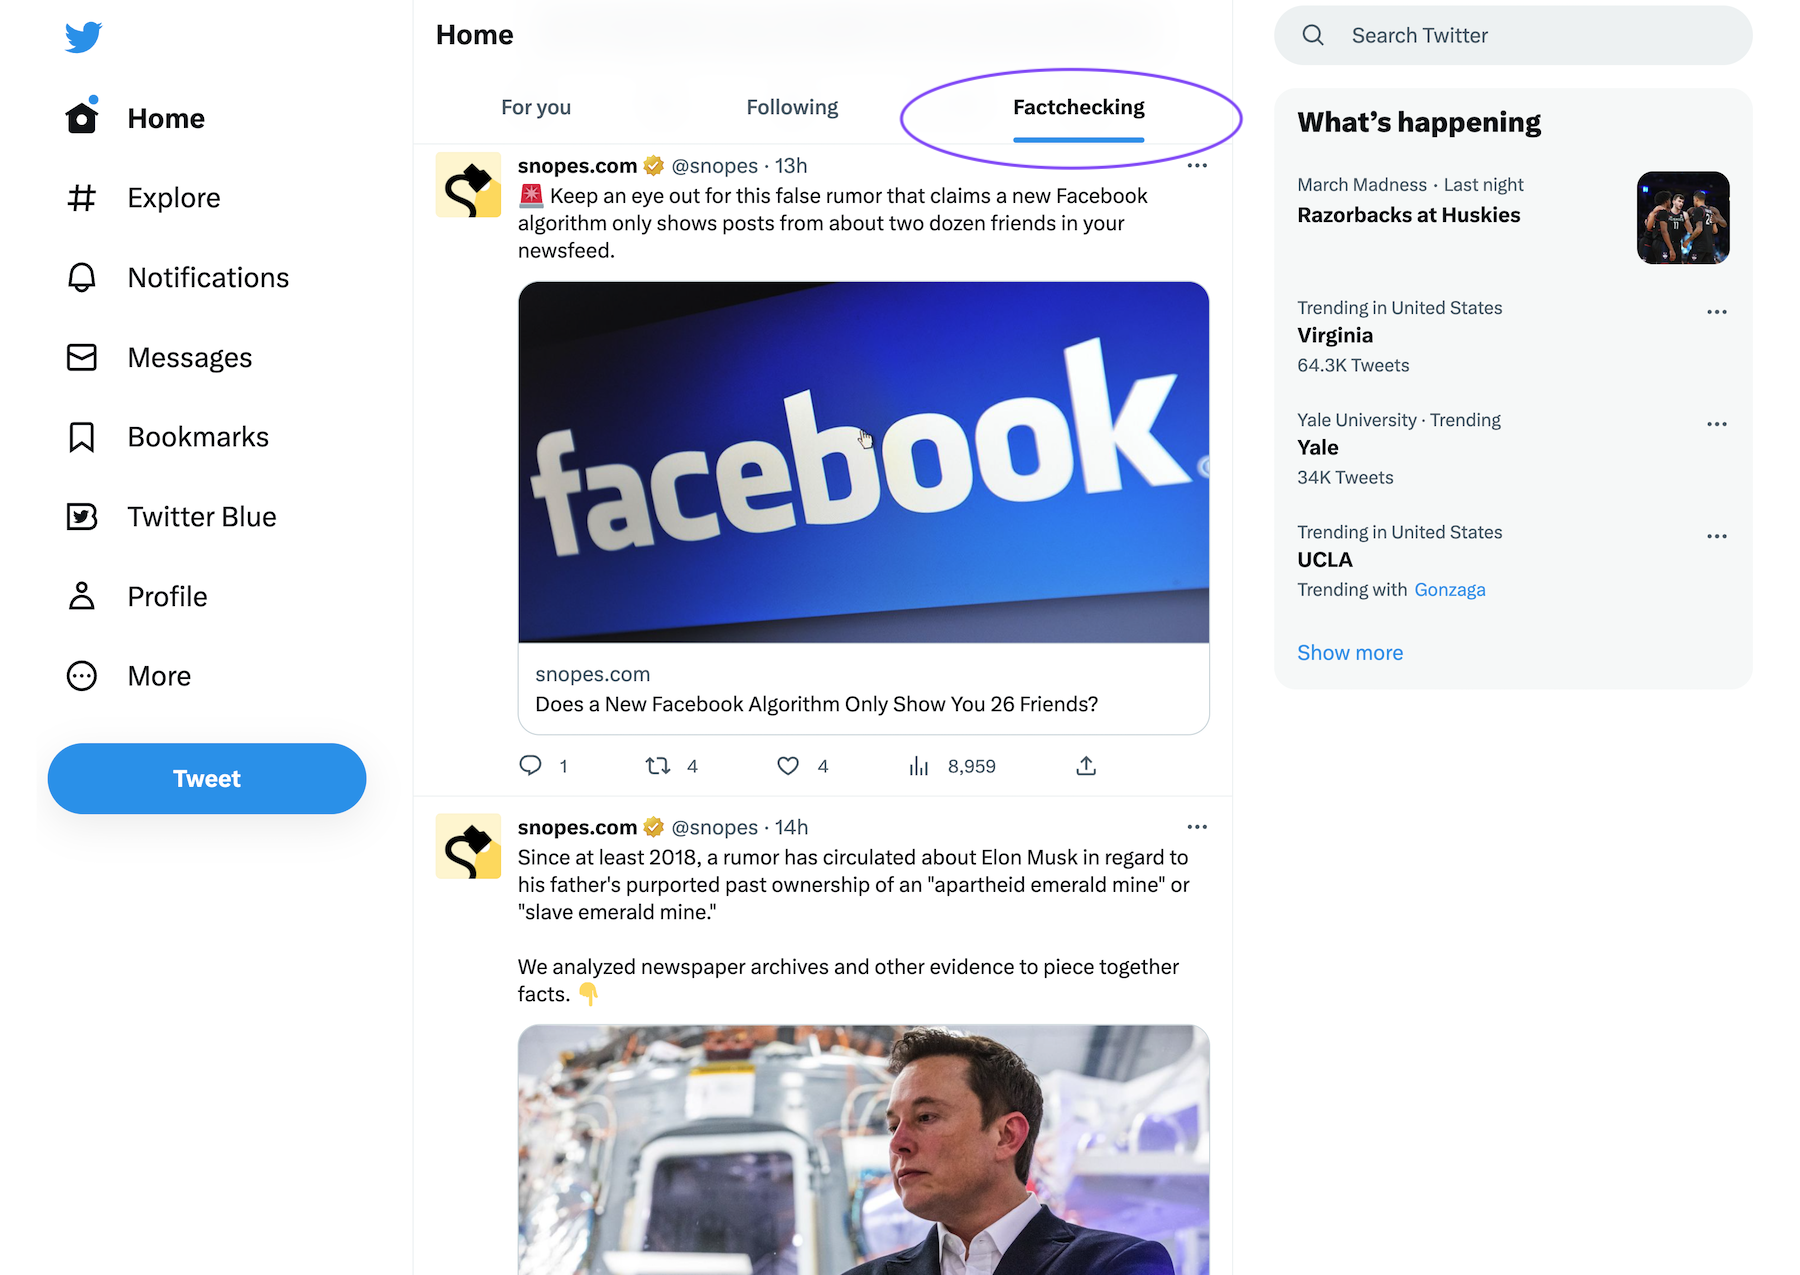 Home
Explore
Notifications
Messages
Bookmarks
Twitter Blue
Profile
More
Tweet
Home
For you
Following
Factchecking
snopes.com @snopes · 13h
🚨 Keep an eye out for this false rumor that claims a new Facebook
algorithm only shows posts from about two dozen friends in your
newsfeed.
facebook
snopes.com
Does a New Facebook Algorithm Only Show You 26 Friends?
1 4 4 8,959
snopes.com @snopes · 14h
Since at least 2018, a rumor has circulated about Elon Musk in regard to
his father's purported past ownership of an "apartheid emerald mine" or
"slave emerald mine."
We analyzed newspaper archives and other evidence to piece together
facts. 👇
Search Twitter
What’s happening
March Madness · Last night
Razorbacks at Huskies
Trending in United States
Virginia
64.3K Tweets
Yale University · Trending
Yale
34K Tweets
Trending in United States
UCLA
Trending with Gonzaga
Show more